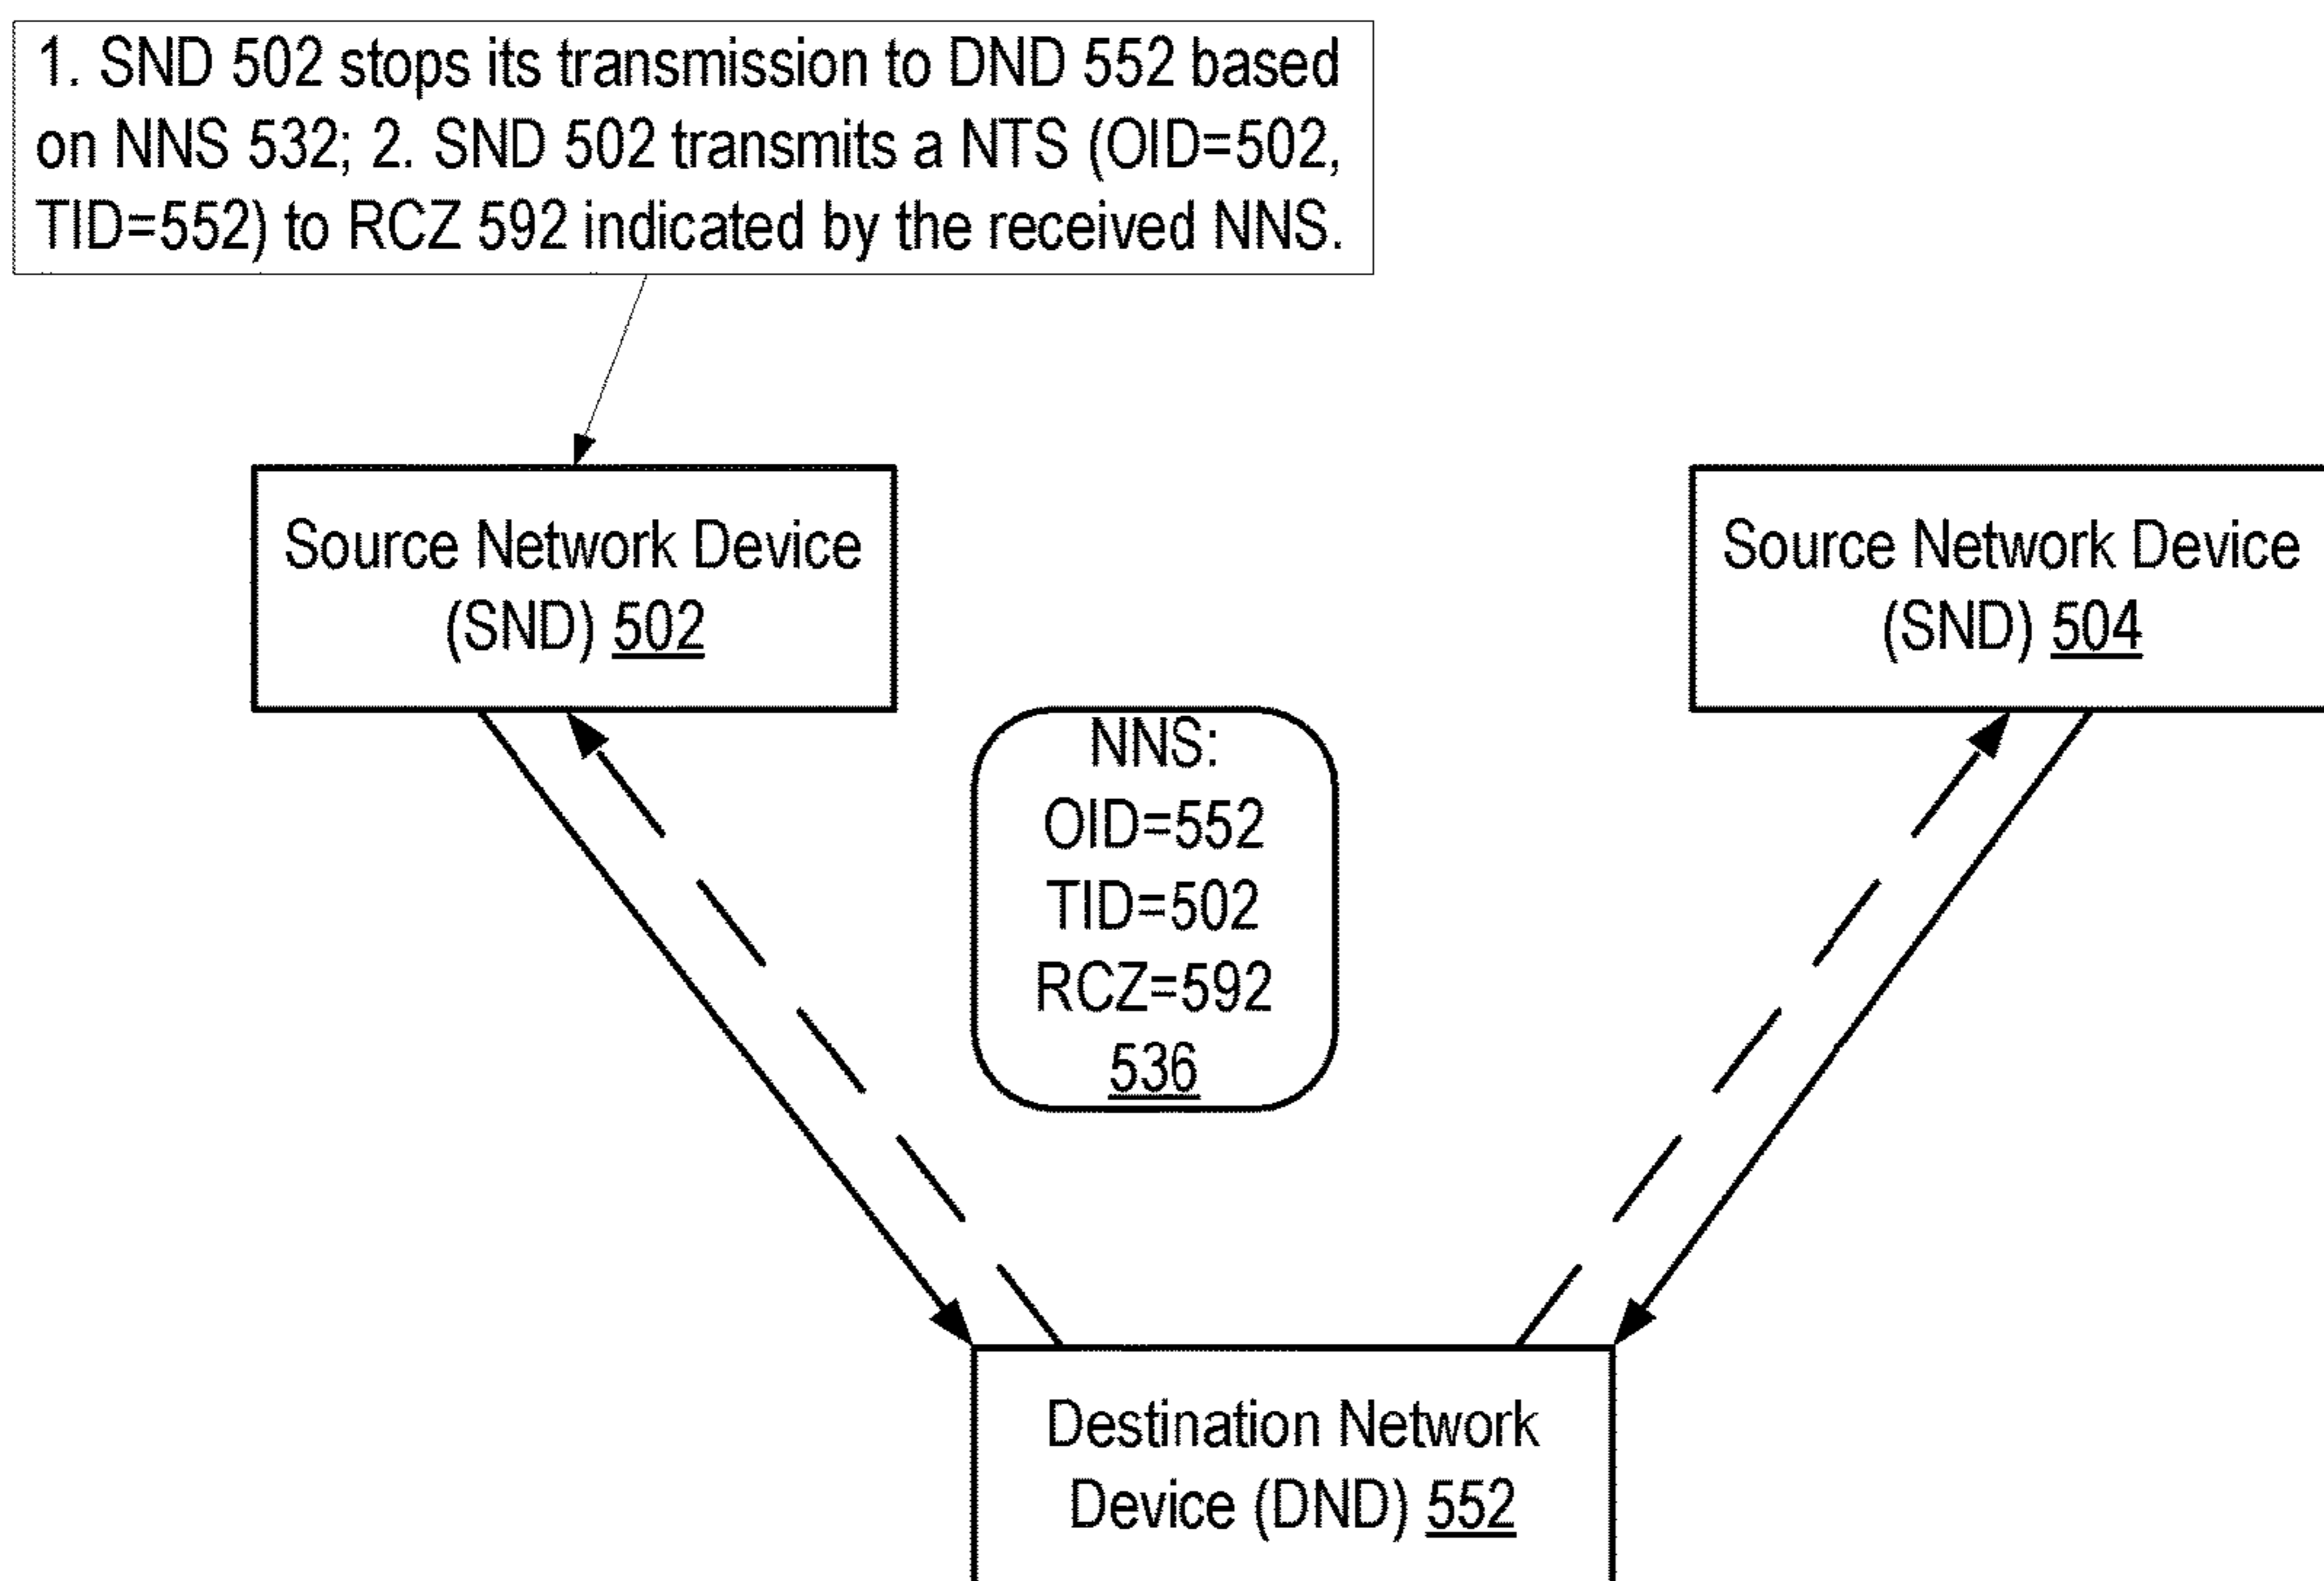 1. SND 502 stops its transmission to DND 552 based
on NNS 532; 2. SND 502 transmits a NTS (OID=502,
TID=552) to RCZ 592 indicated by the received NNS.
Source Network Device
(SND) 502
Source Network Device
(SND) 504
NNS:
OID=552
TID=502
RCZ=592
536
Destination Network
Device (DND) 552